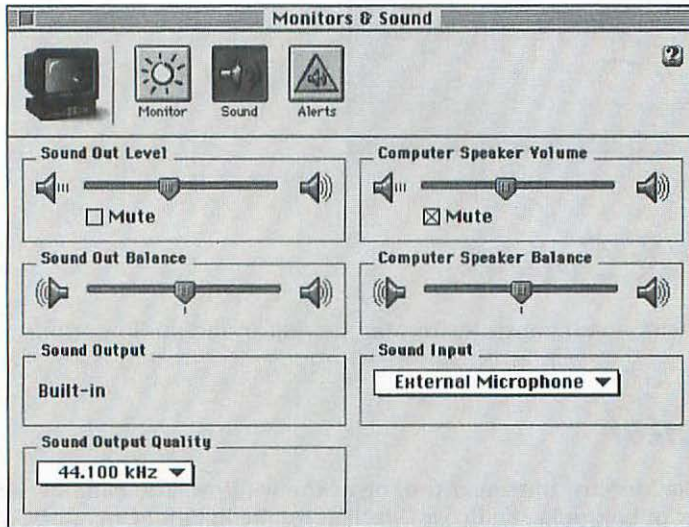 Monitors & Sound
?
Monitor
Sound
Alerts
Sound Out Level
Mute
Computer Speaker Volume
Mute
Sound Out Balance
Computer Speaker Balance
Sound Output
Built-in
Sound Input
External Microphone
Sound Output Quality
44.100 kHz